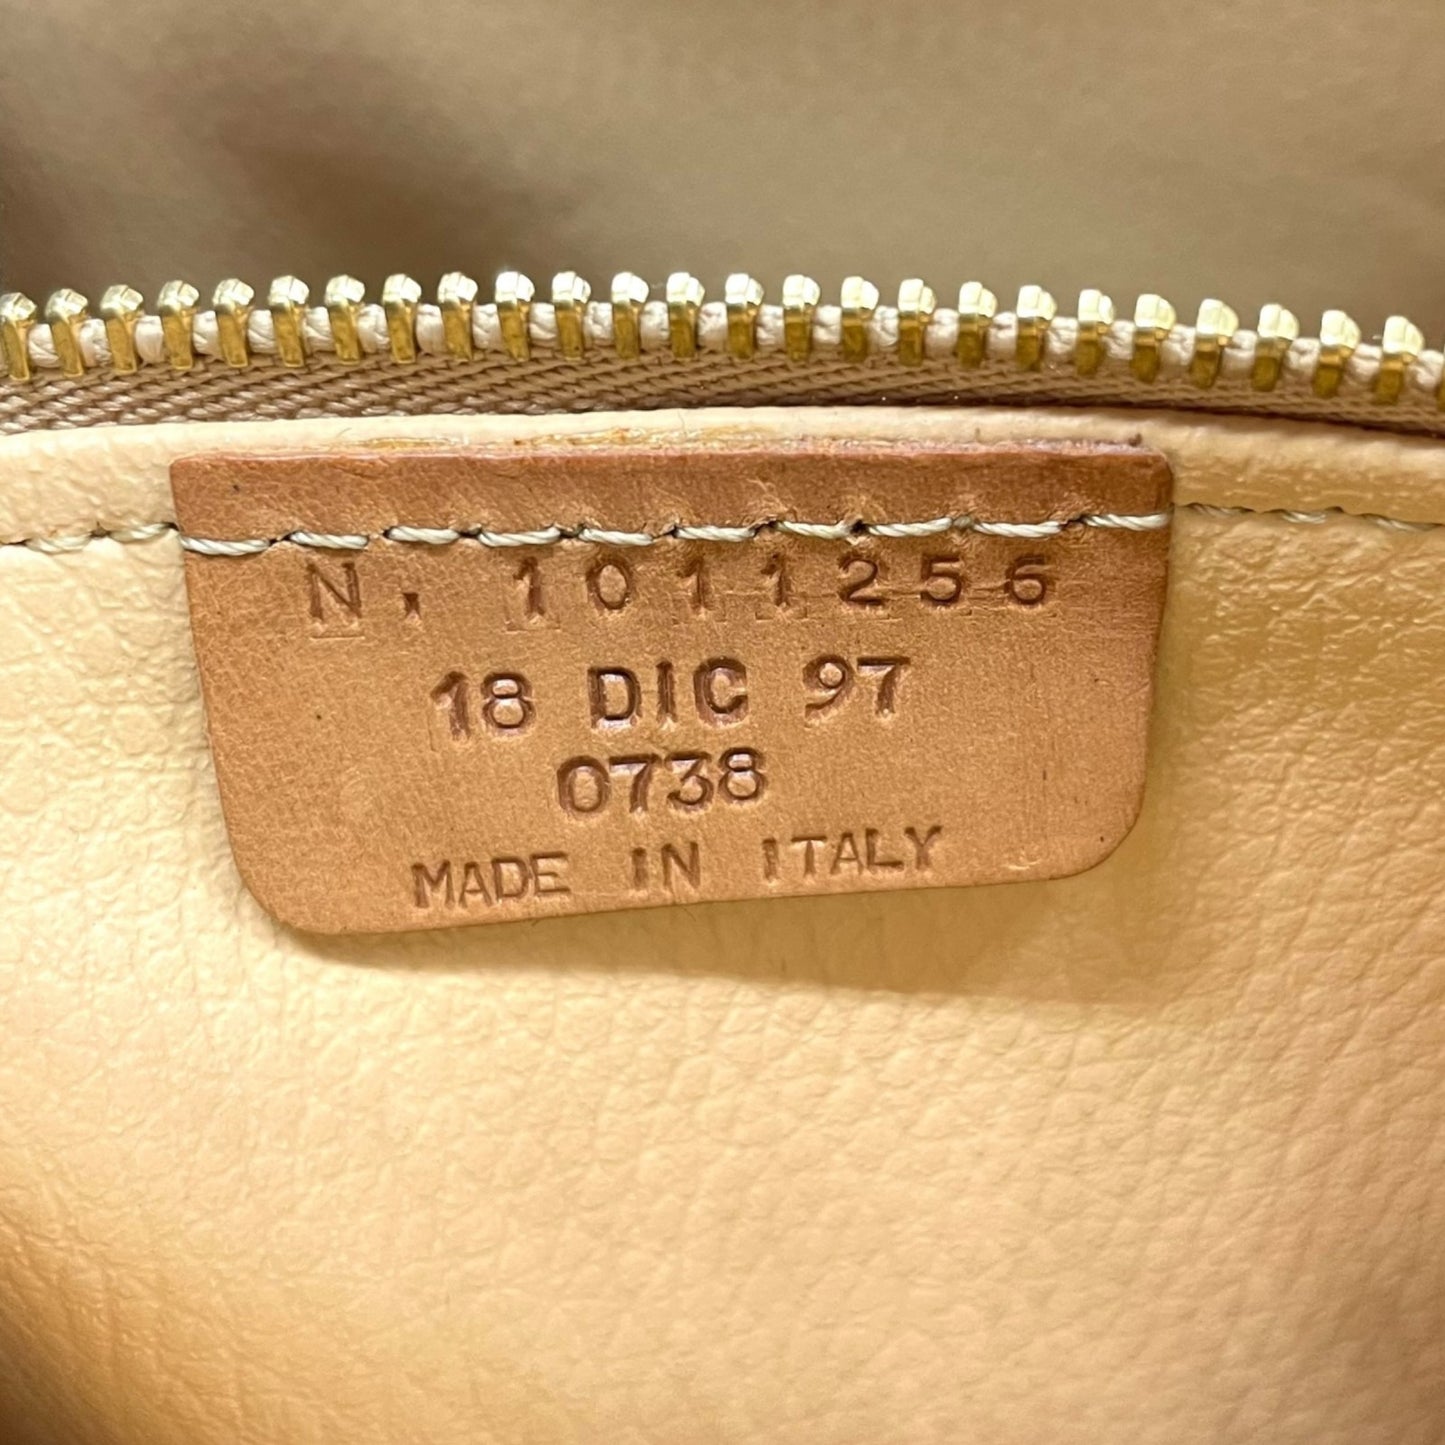 N. 1011256
18 DIC 97
0738
MADE IN ITALY